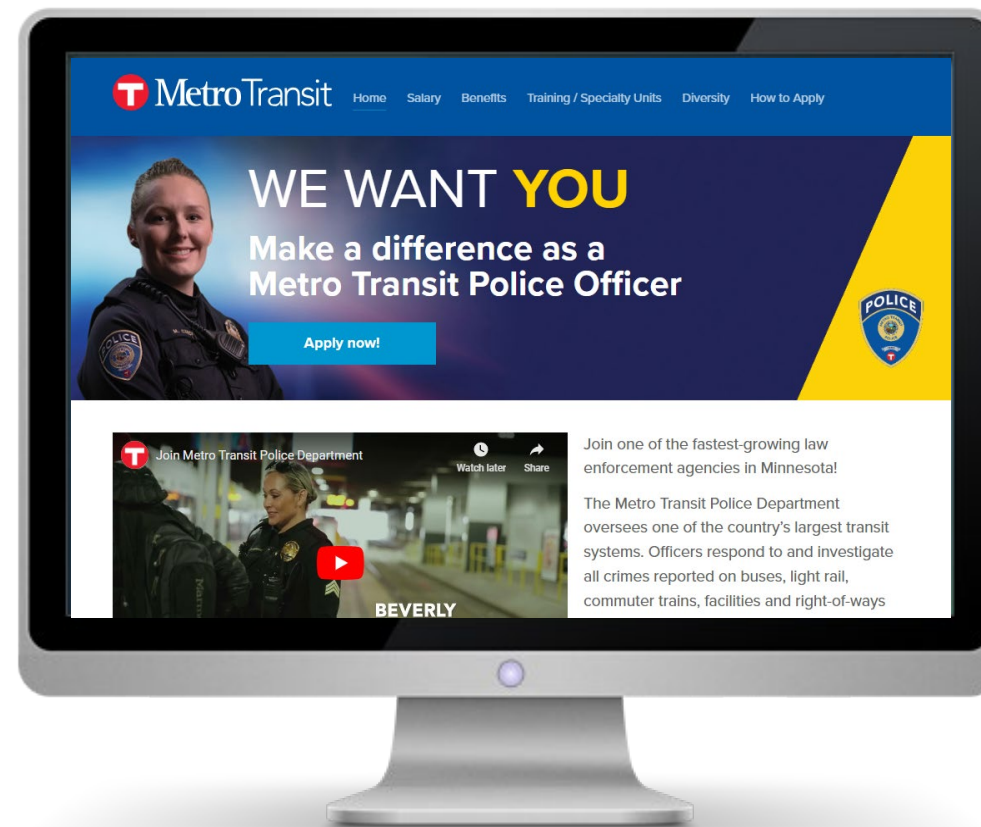 T MetroTransit Home Salary Benefits Training / Specialty Units Diversity How to Apply
WE WANT YOU
Make a difference as a
Metro Transit Police Officer
Apply now!
POLICE
POLICE
T
T Join Metro Transit Police Department Watch later Share
BEVERLY
Join one of the fastest-growing law
enforcement agencies in Minnesota!
The Metro Transit Police Department
oversees one of the country's largest transit
systems. Officers respond to and investigate
all crimes reported on buses, light rail,
commuter trains, facilities and right-of-ways